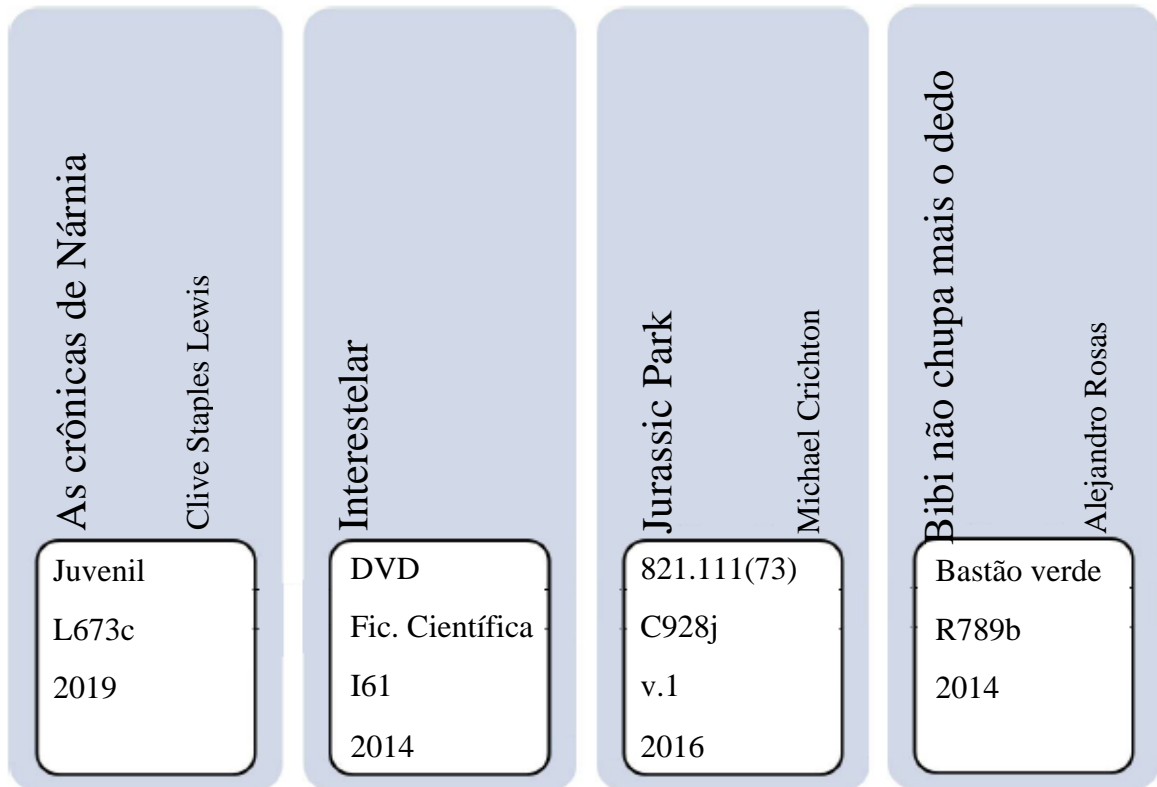 As crônicas de Nárnia
Clive Staples Lewis
Juvenil
L673c
2019
Interestelar
DVD
Fic. Científica
I61
2014
Jurassic Park
Michael Crichton
821.111(73)
C928j
v.1
2016
Bibi não chupa mais o dedo
Alejandro Rosas
Bastão verde
R789b
2014